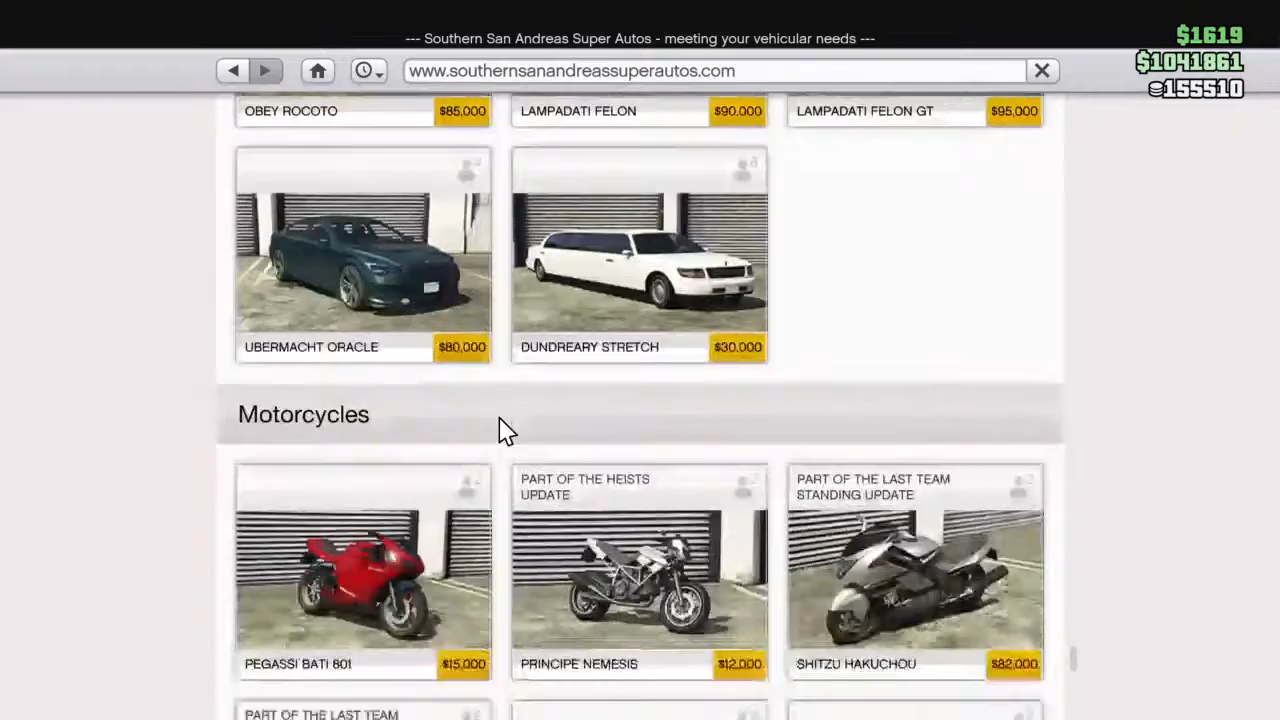 --- Southern San Andreas Super Autos - meeting your vehicular needs ---
$1619
$1041861
155510
www.southernsanandreassuperautos.com
OBEY ROCOTO $85,000
LAMPADATI FELON $90,000
LAMPADATI FELON GT $95,000
UBERMACHT ORACLE $80,000
DUNDREARY STRETCH $30,000
Motorcycles
PART OF THE HEISTS
UPDATE
PART OF THE LAST TEAM
STANDING UPDATE
PEGASSI BATI 801 $15,000
PRINCIPE NEMESIS $12,000
SHITZU HAKUCHOU $82,000
PART OF THE LAST TEAM